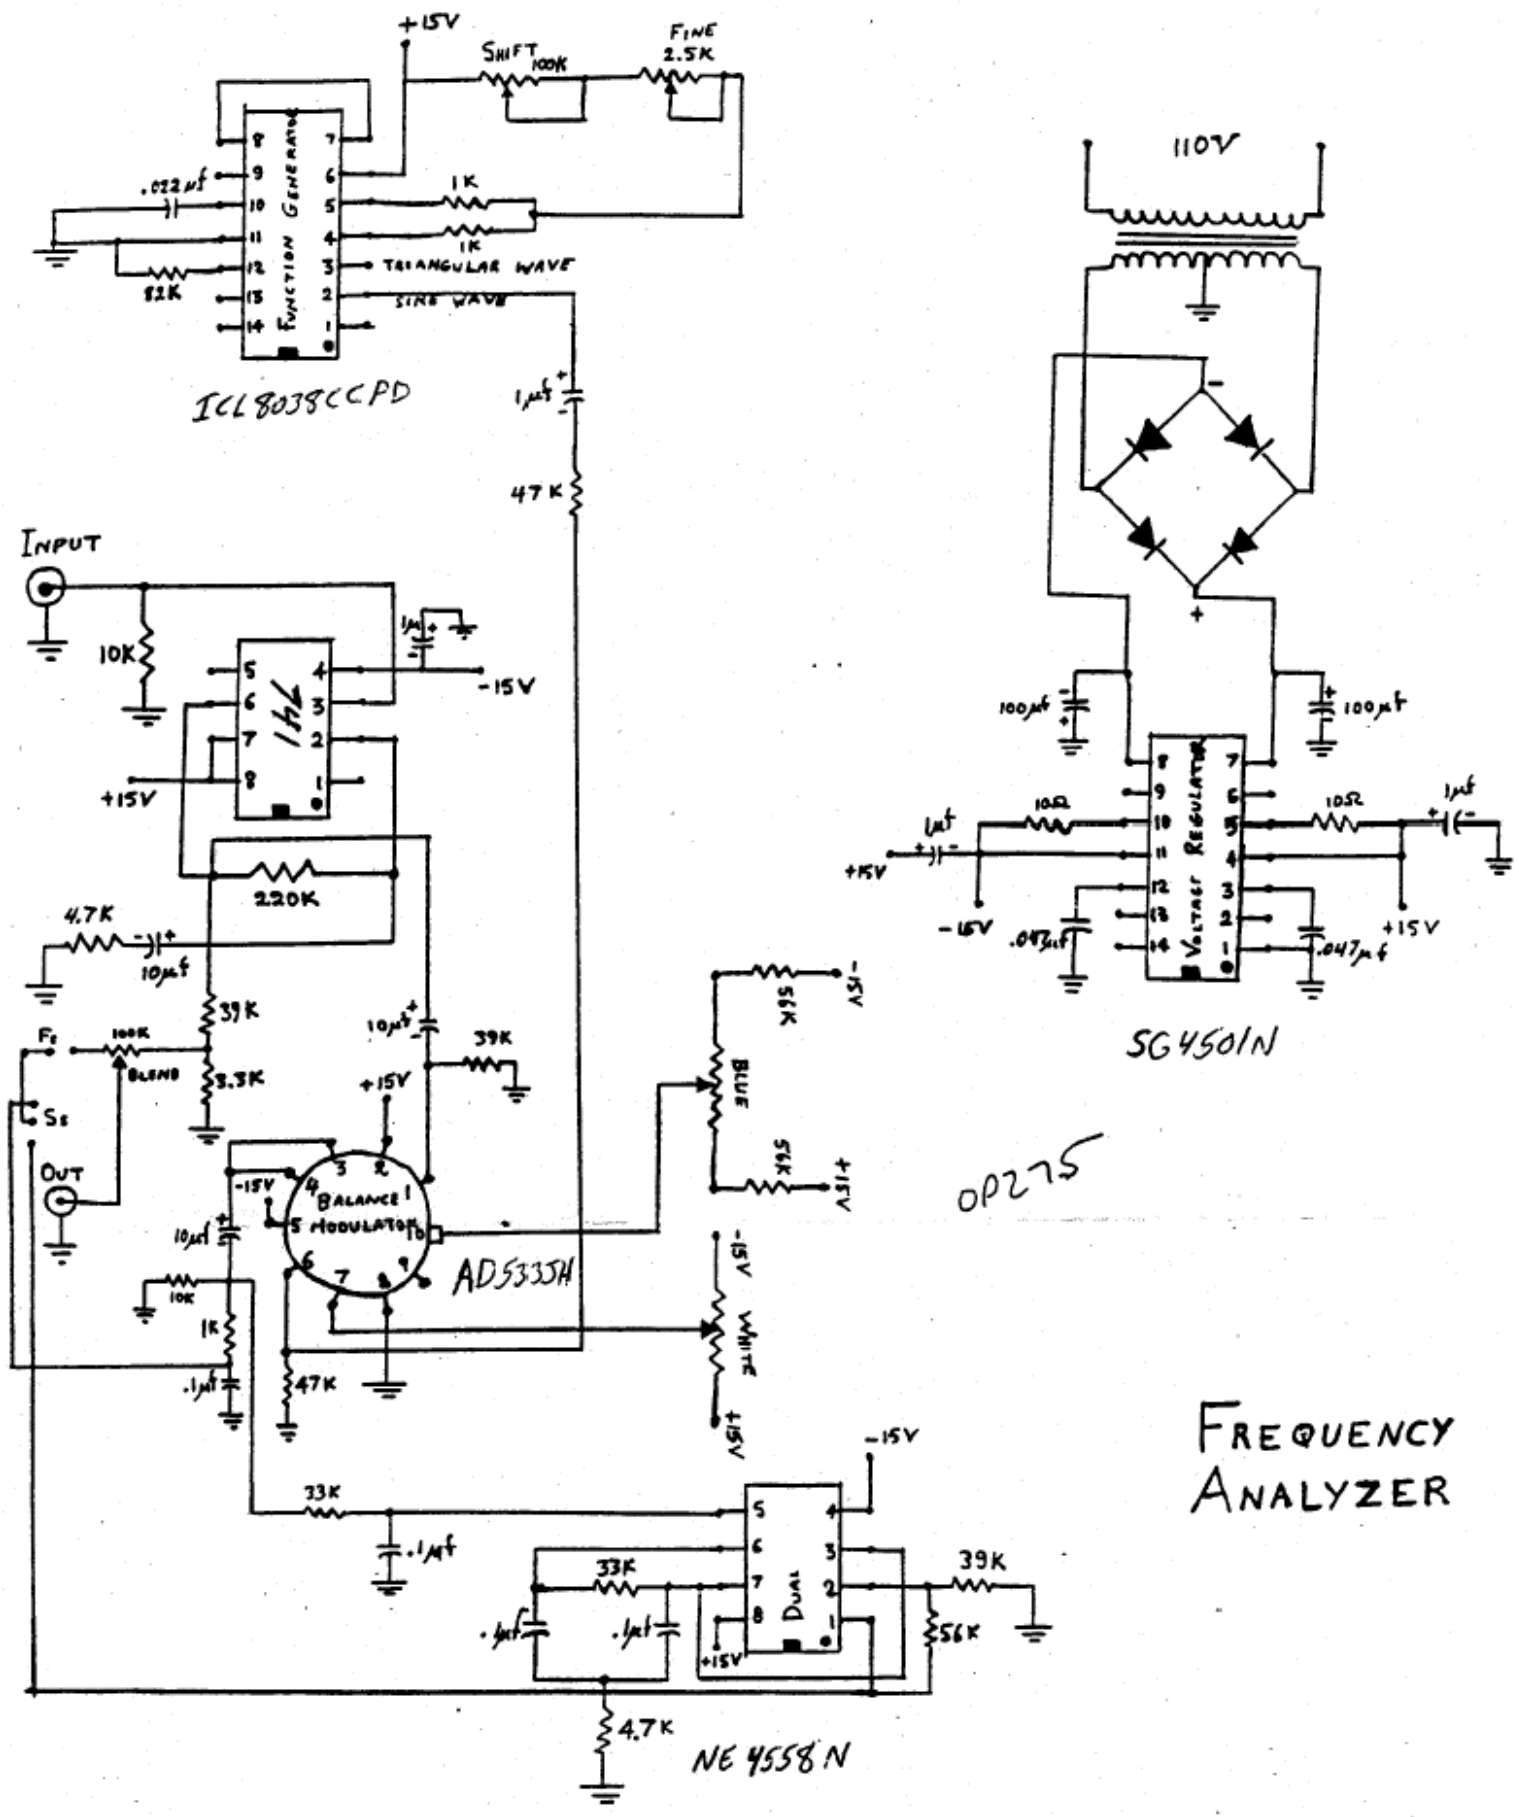 +15V
SHIFT
100K
FINE
2.5K
8
9
10
11
12
13
14
FUNCTION GENERATOR
7
6
5
4
3
2
1
.022µf
82K
1K
1K
TRIANGULAR WAVE
SINE WAVE
ICL8038CCPD
1µf
+
-
47K
110V
-
+
INPUT
10K
5
6
7
8
741
4
3
2
1
1µ
+
-
-15V
+15V
220K
4.7K
- +
10µf
39K
100K
BLEND
3.3K
Ss
OUT
10µf
+
-
39K
+15V
3
2
1
4
-15V
5
BALANCE
MODULATOR
10
6
7
8
9
10µf
+
10K
1K
.1µf
47K
-15V
56K
BLUE
56K
+15V
-15V
WHITE
+15V
100µf
-
+
+
-
100µf
8
9
10
11
12
13
14
VOLTAGE REGULATOR
7
6
5
4
3
2
1
10Ω
1µf
+ -
+15V
-15V
.047µf
10Ω
1µf
+ -
+15V
.047µf
SG4501N
OP275
FREQUENCY
ANALYZER
33K
.1µf
5
6
7
8
DUAL
4
3
2
1
-15V
33K
.1µf
.1µf
+15V
39K
56K
4.7K
NE4558N